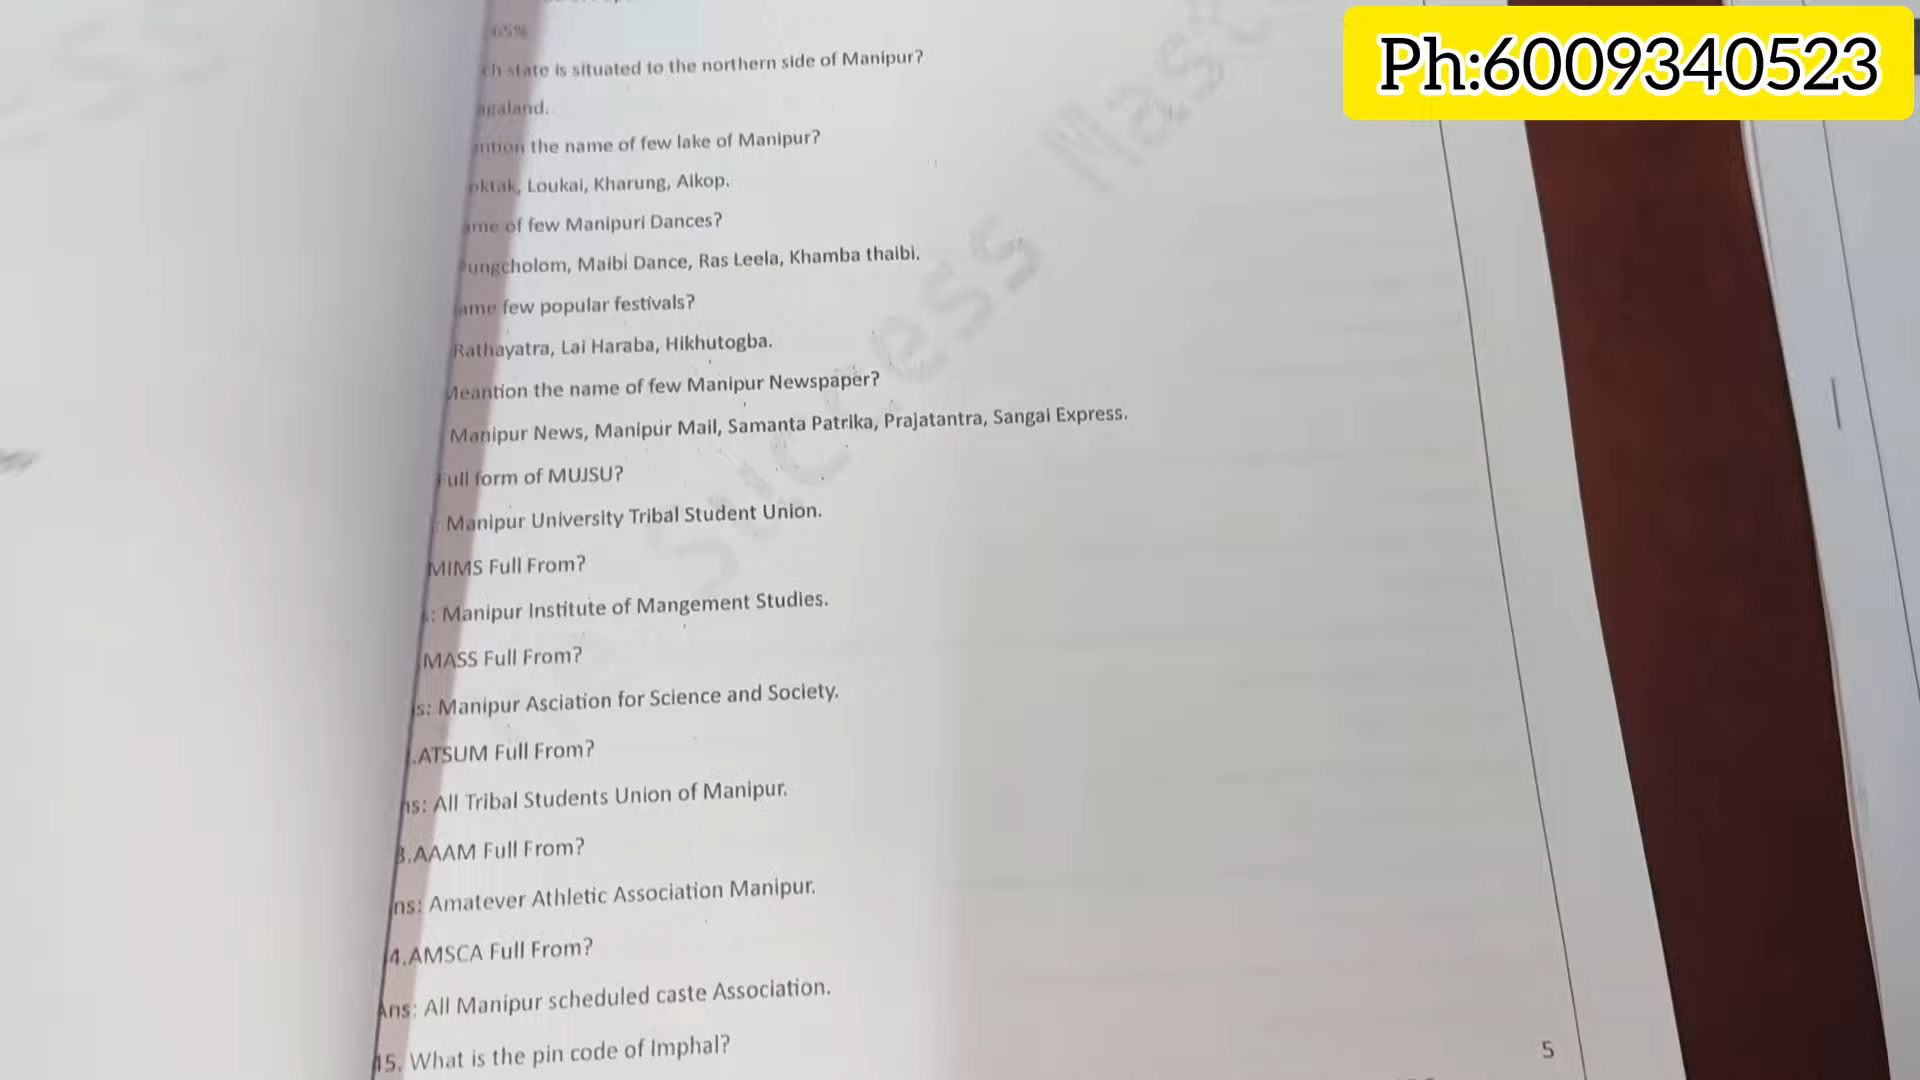 Ph:6009340523
65%
ch state is situated to the northern side of Manipur?
agaland.
ntion the name of few lake of Manipur?
oktak, Loukai, Kharung, Aikop.
ame of few Manipuri Dances?
Pungcholom, Maibi Dance, Ras Leela, Khamba thaibi.
ame few popular festivals?
Rathayatra, Lai Haraba, Hikhutogba.
Meantion the name of few Manipur Newspaper?
Manipur News, Manipur Mail, Samanta Patrika, Prajatantra, Sangai Express.
Full form of MUJSU?
: Manipur University Tribal Student Union.
MIMS Full From?
s: Manipur Institute of Mangement Studies.
MASS Full From?
s: Manipur Asciation for Science and Society.
.ATSUM Full From?
ns: All Tribal Students Union of Manipur.
3.AAAM Full From?
ns: Amatever Athletic Association Manipur.
4.AMSCA Full From?
Ans: All Manipur scheduled caste Association.
15. What is the pin code of Imphal?
5
Success